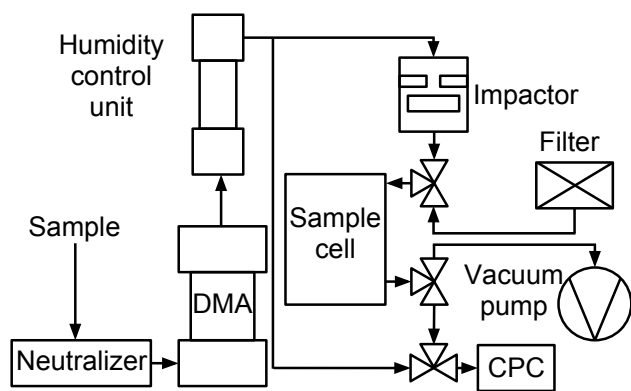 Humidity
control
unit
Impactor
Filter
Sample
Sample
cell
DMA
Vacuum
pump
Neutralizer
CPC